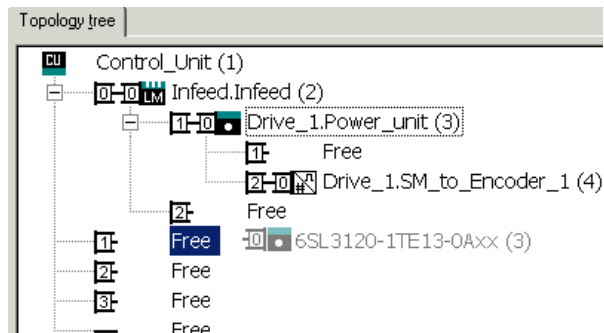 Topology tree
CU Control_Unit (1)
0 0 LM Infeed.Infeed (2)
1 0 Drive_1.Power_unit (3)
1 Free
2 0 # Drive_1.SM_to_Encoder_1 (4)
2 Free
1 Free 0 6SL3120-1TE13-0Axx (3)
2 Free
3 Free
Free